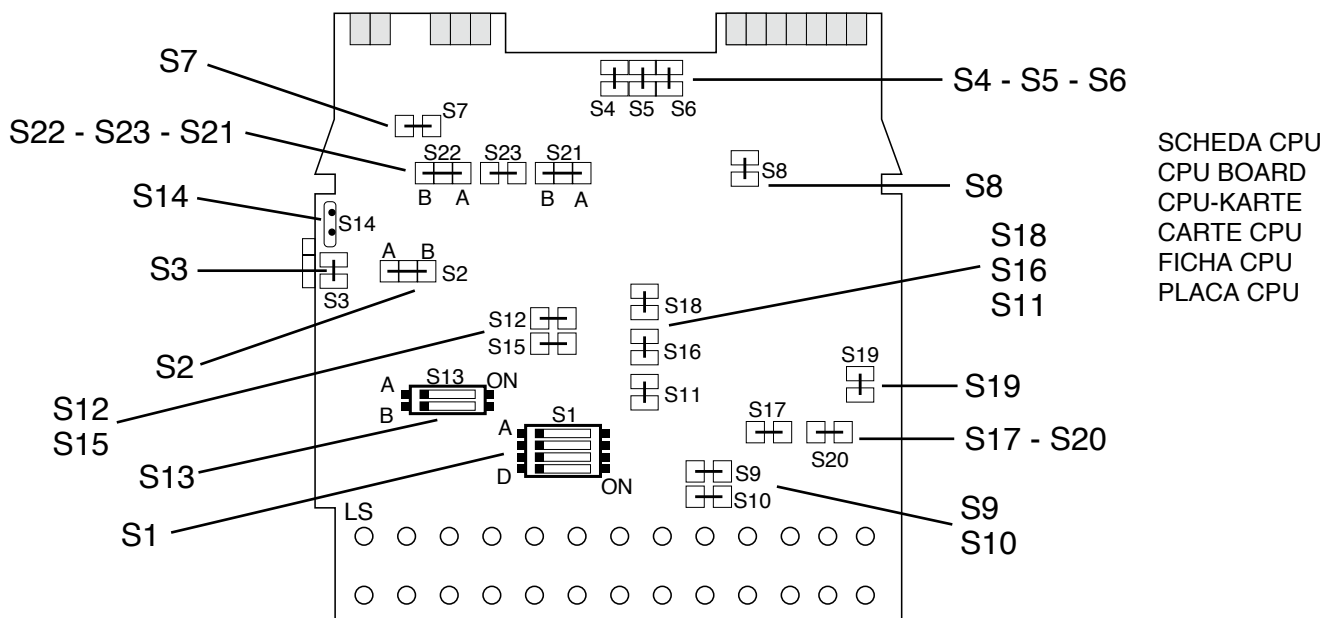 S7
S22 - S23 - S21
S14
S3
S2
S12
S15
S13
S1
S7
S22
S23
S21
B
A
B
A
S14
S3
A
B
S2
S12
S15
A
S13
ON
B
A
S1
D
ON
LS
S4
S5
S6
S8
S18
S16
S11
S19
S17
S20
S9
S10
S4 - S5 - S6
S8
S18
S16
S11
S19
S17 - S20
S9
S10
SCHEDA CPU
CPU BOARD
CPU-KARTE
CARTE CPU
FICHA CPU
PLACA CPU